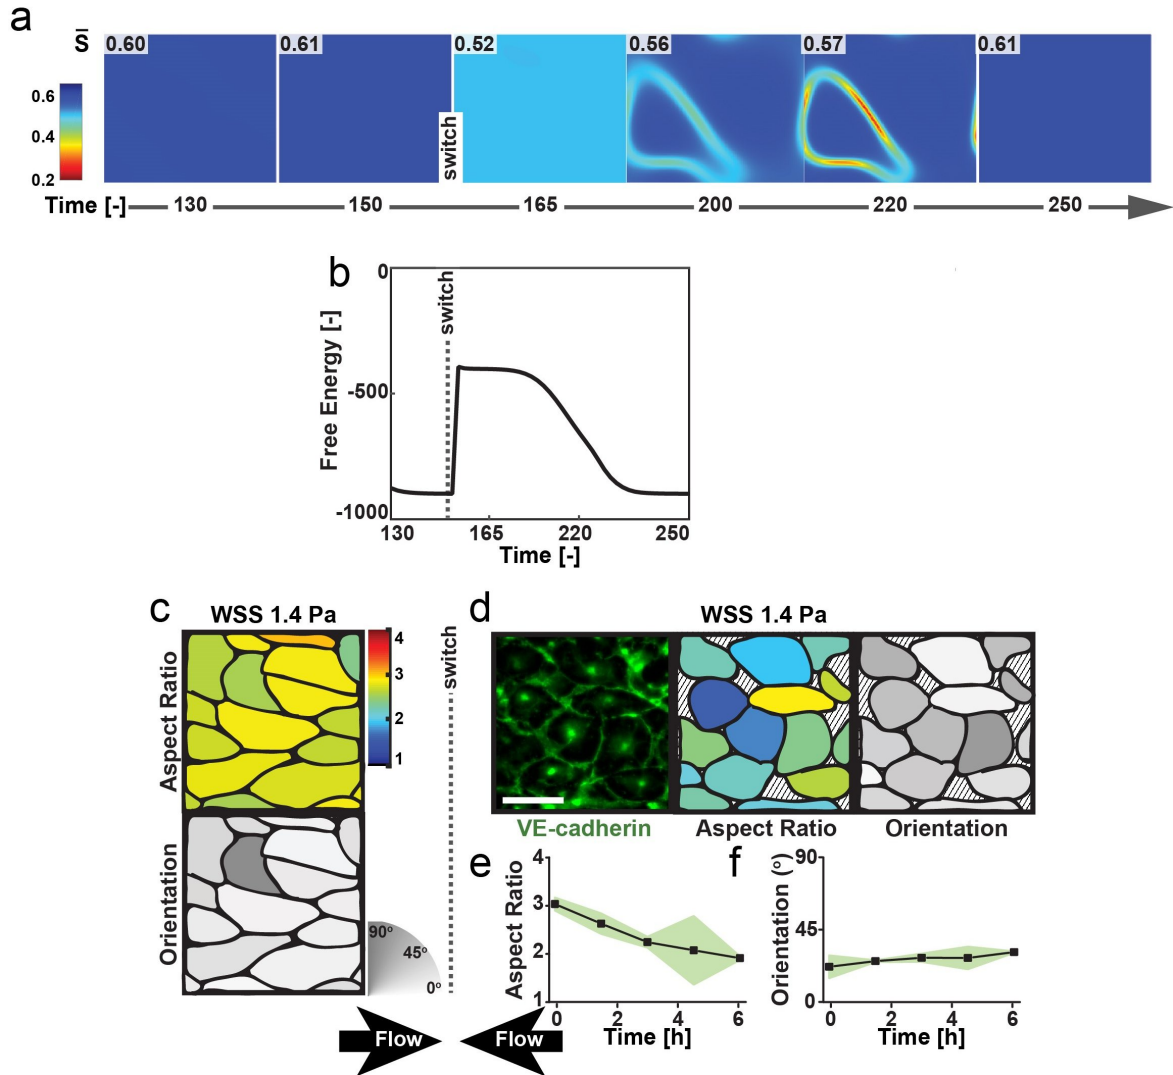 a
s̄
0.60
0.61
0.52
0.56
0.57
0.61
0.6
0.4
0.2
switch
Time [-]
130
150
165
200
220
250
b
Free Energy [-]
0
-500
-1000
switch
130
165
220
250
Time [-]
c
WSS 1.4 Pa
Aspect Ratio
4
3
2
1
switch
Orientation
90º
45º
0º
Flow
Flow
d
WSS 1.4 Pa
VE-cadherin
Aspect Ratio
Orientation
e
Aspect Ratio
4
3
2
1
0
2
4
6
Time [h]
f
Orientation (º)
90
45
0
0
2
4
6
Time [h]